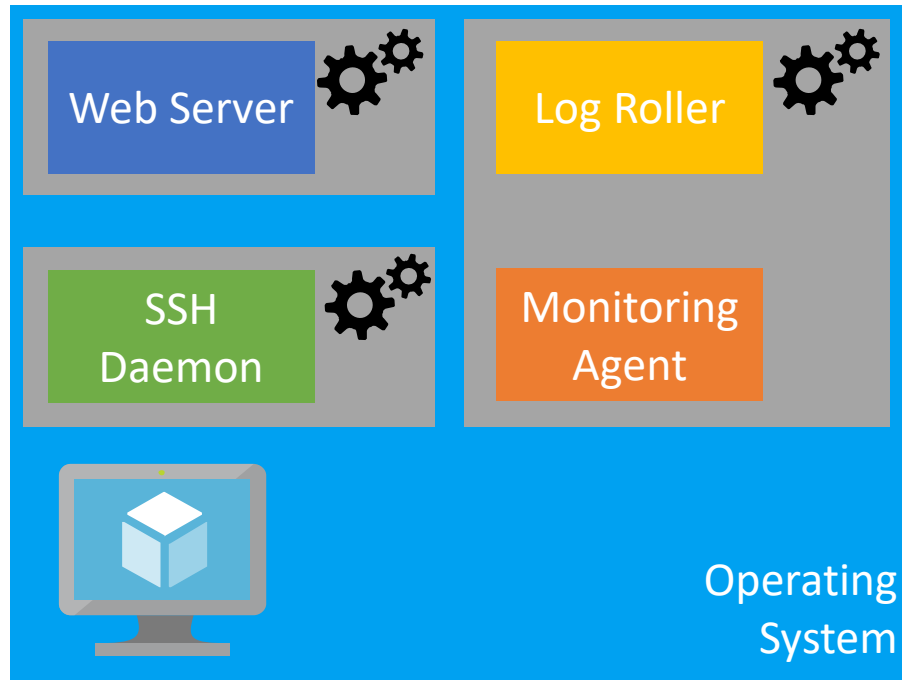 Web Server
Log Roller
SSH
Daemon
Monitoring
Agent
Operating
System